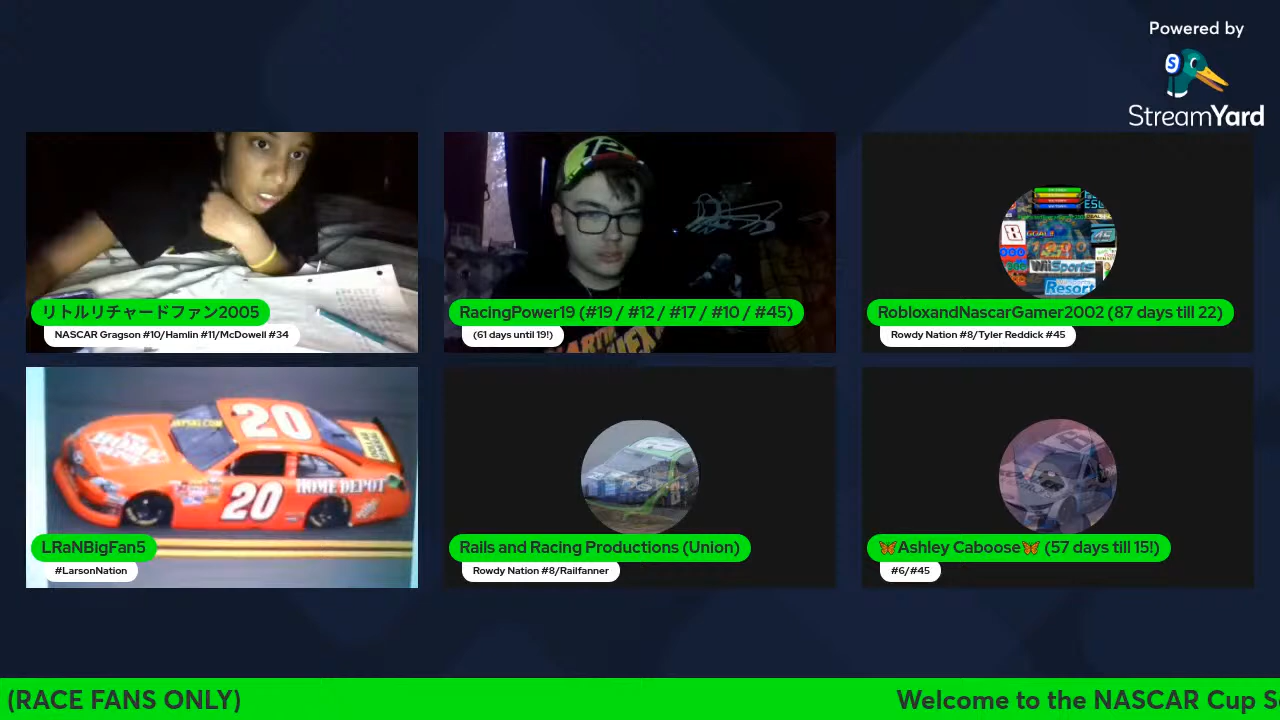 Powered by
StreamYard
リトルリチャードファン2005
NASCAR Gragson #10/Hamlin #11/McDowell #34
RacingPower19 (#19 / #12 / #17 / #10 / #45)
(61 days until 19!)
WiiSports
Resort
RobloxandNascarGamer2002 (87 days till 22)
Rowdy Nation #8/Tyler Reddick #45
20
20
HOME DEPOT
LRaNBigFan5
#LarsonNation
Rails and Racing Productions (Union)
Rowdy Nation #8/Railfanner
🦋Ashley Caboose🦋 (57 days till 15!)
#6/#45
(RACE FANS ONLY)
Welcome to the NASCAR Cup S